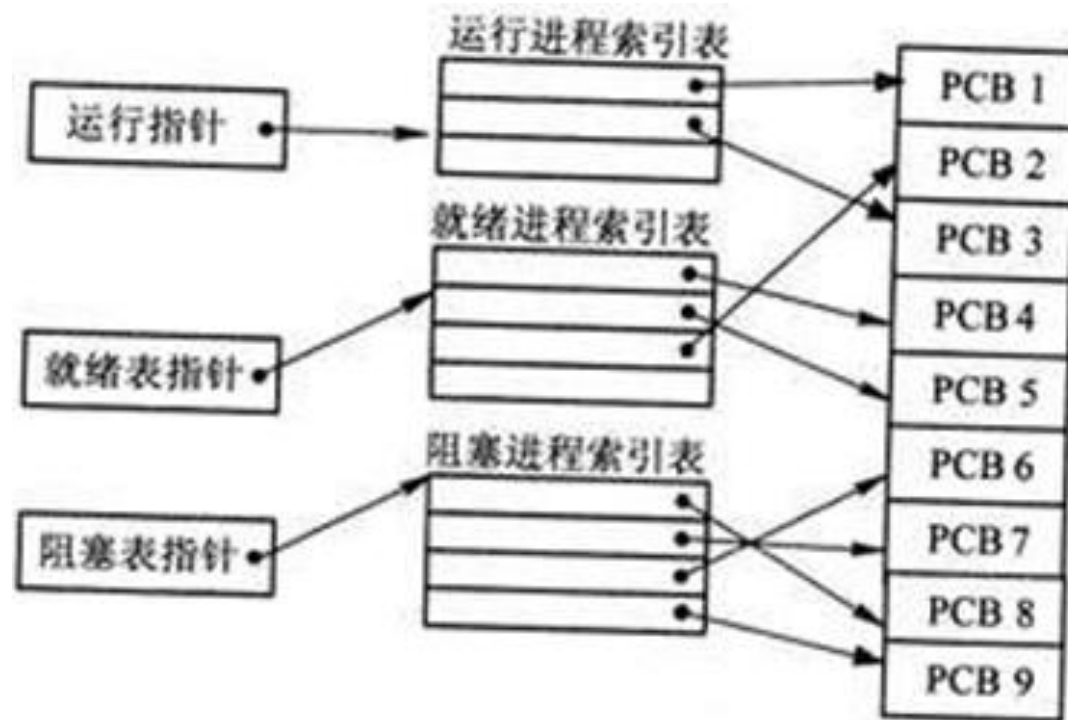 运行进程索引表
运行指针
就绪进程索引表
就绪表指针
阻塞进程索引表
阻塞表指针
PCB 1
PCB 2
PCB 3
PCB 4
PCB 5
PCB 6
PCB 7
PCB 8
PCB 9